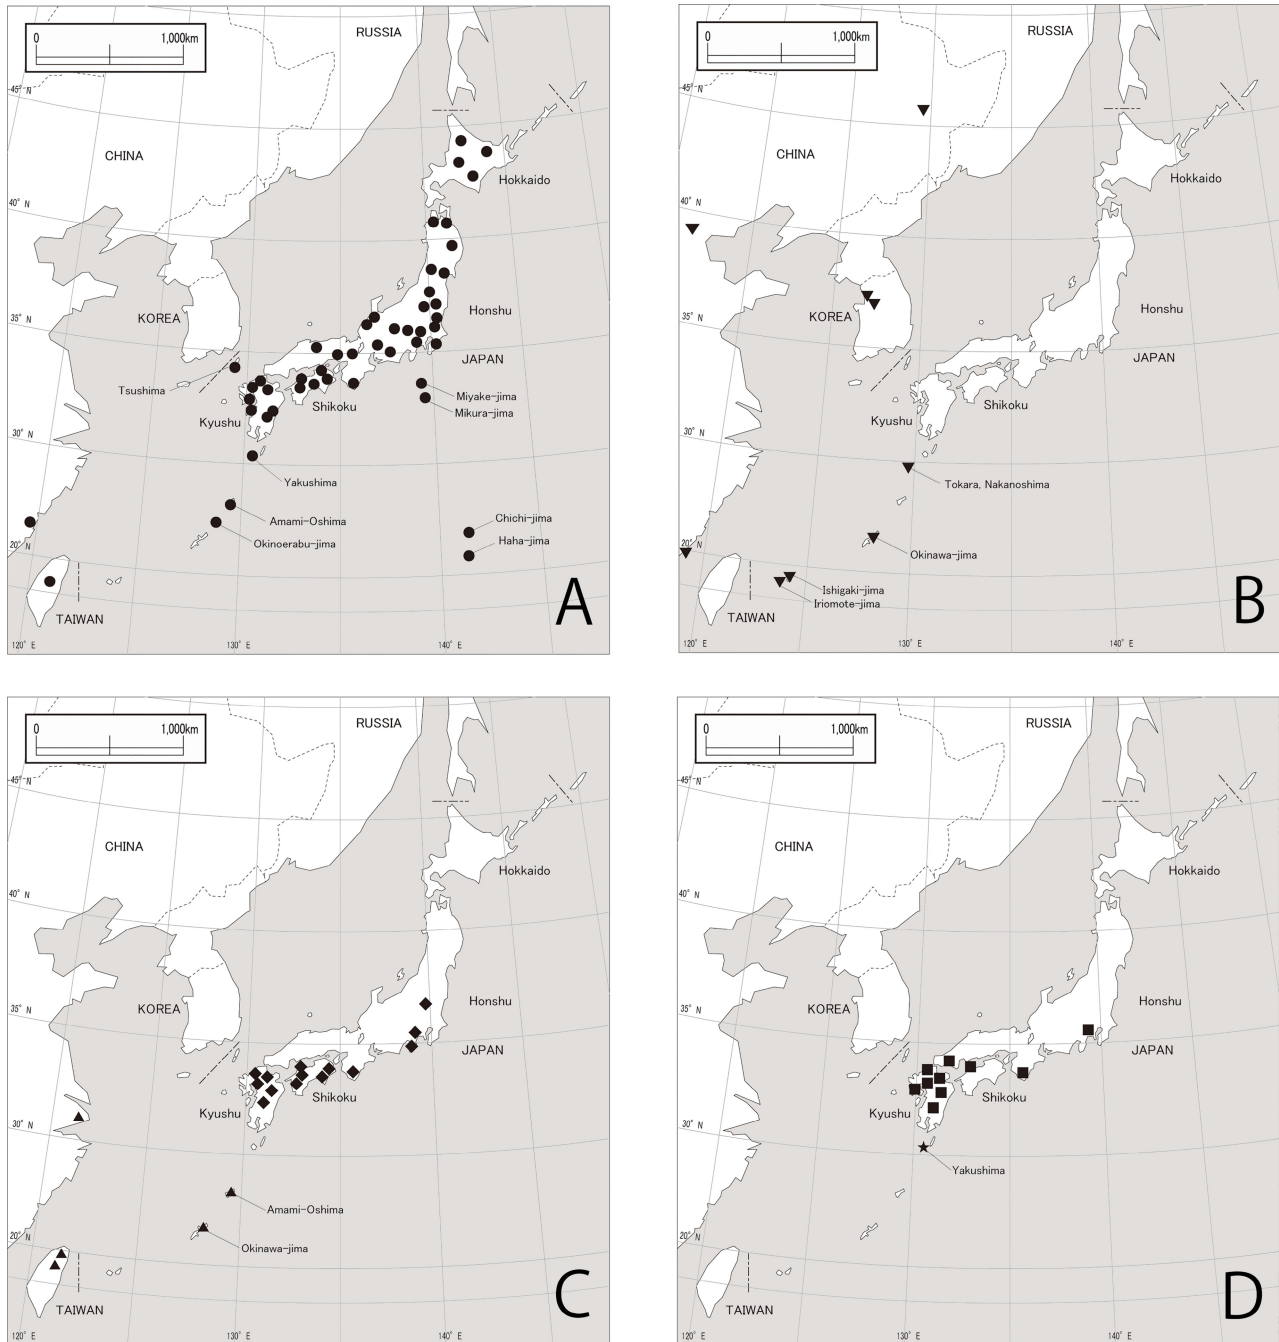 0 1,000km
RUSSIA
45° N
CHINA
Hokkaido
40° N
Honshu
KOREA
35° N
JAPAN
Tsushima
Miyake-jima
Shikoku
Mikura-jima
Kyushu
30° N
Yakushima
Amami-Oshima
Chichi-jima
Okinoerabu-jima
Haha-jima
20° N
A
TAIWAN
120° E
130° E
140° E
0 1,000km
RUSSIA
45° N
CHINA
Hokkaido
40° N
Honshu
KOREA
35° N
JAPAN
Shikoku
Kyushu
30° N
Tokara, Nakanoshima
Okinawa-jima
20° N
Ishigaki-jima
Iriomote-jima
B
TAIWAN
120° E
130° E
140° E
0 1,000km
RUSSIA
45° N
CHINA
Hokkaido
40° N
Honshu
KOREA
35° N
JAPAN
Shikoku
Kyushu
30° N
Amami-Oshima
Okinawa-jima
20° N
C
TAIWAN
120° E
130° E
140° E
0 1,000km
RUSSIA
45° N
CHINA
Hokkaido
40° N
Honshu
KOREA
35° N
JAPAN
Shikoku
Kyushu
30° N
Yakushima
20° N
D
TAIWAN
120° E
130° E
140° E